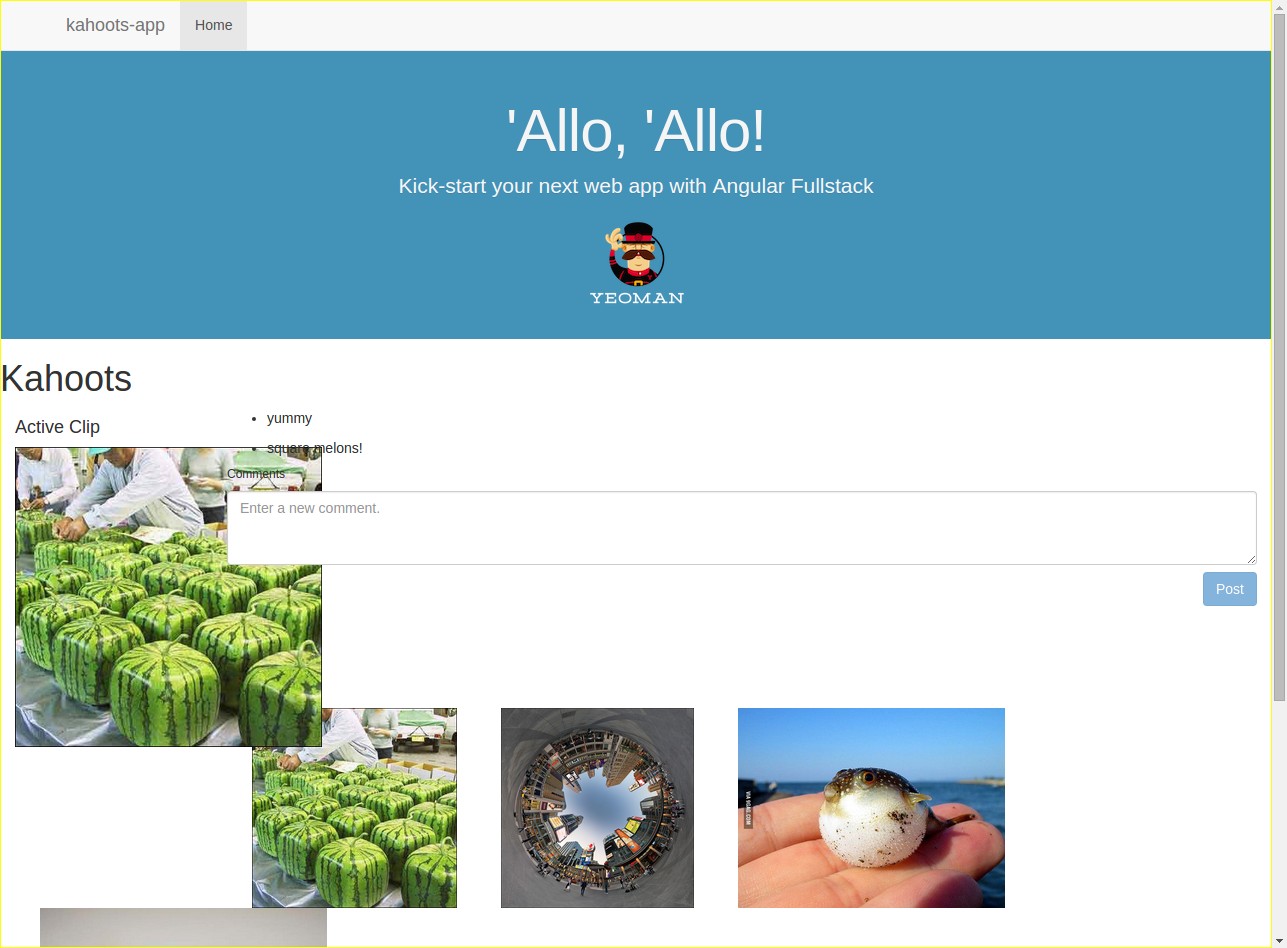 kahoots-app Home
'Allo, 'Allo!
Kick-start your next web app with Angular Fullstack
YEOMAN
Kahoots
Active Clip
yummy
square melons!
Comments
Enter a new comment.
Post
VIA 9GAG.COM